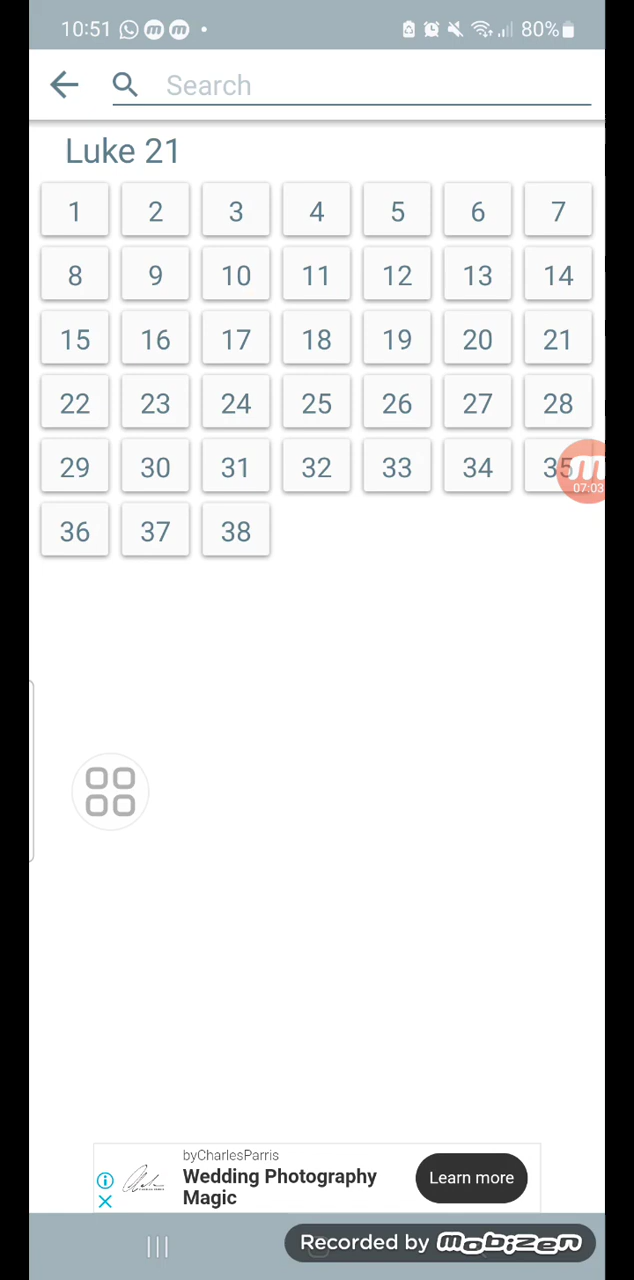 10:51 80%
Search
Luke 21
1 2 3 4 5 6 7
8 9 10 11 12 13 14
15 16 17 18 19 20 21
22 23 24 25 26 27 28
29 30 31 32 33 34 35
07:03
36 37 38
byCharlesParris
Wedding Photography
Magic
Learn more
Recorded by mobizen